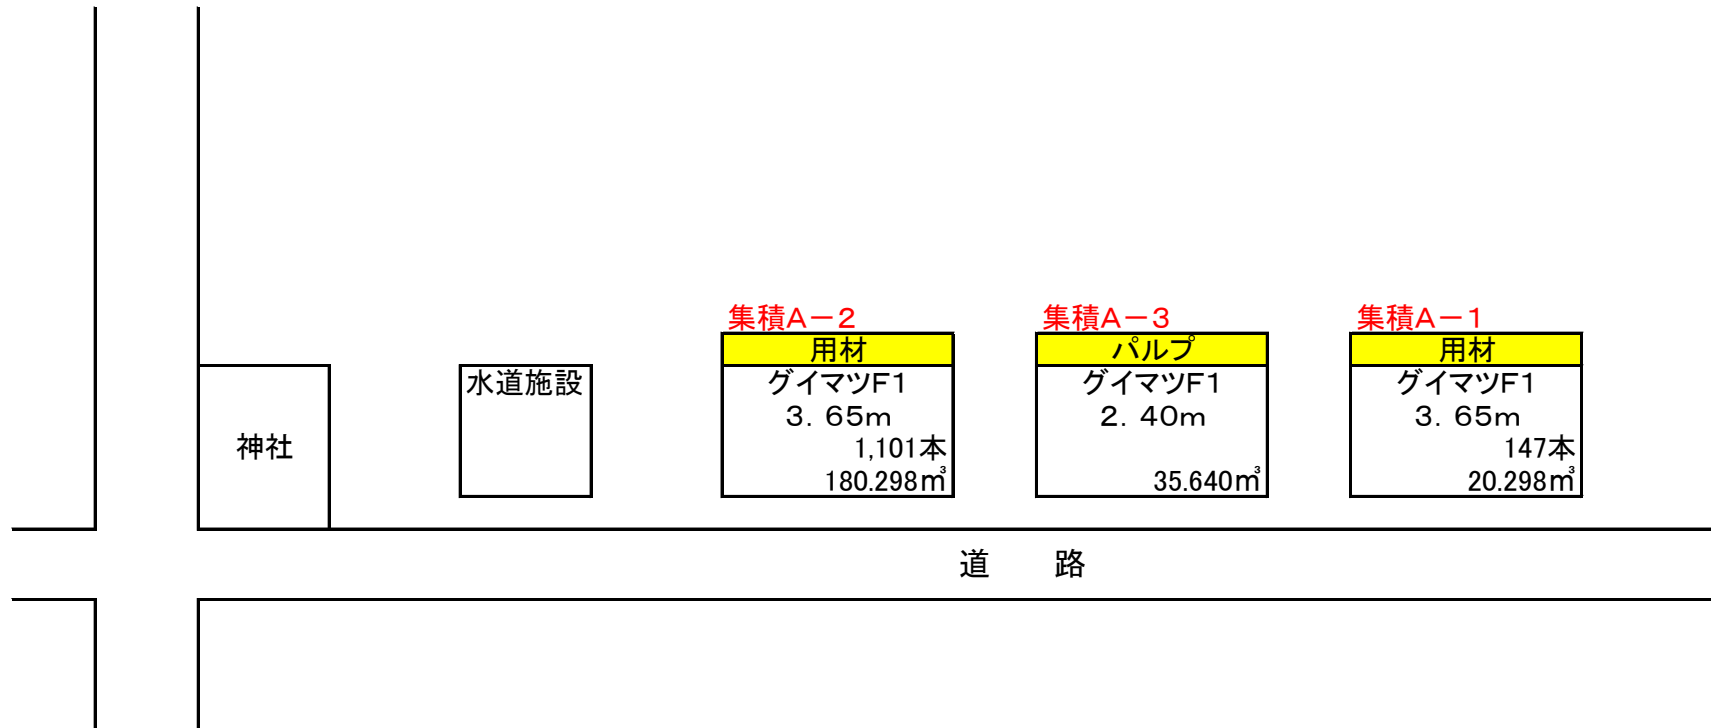 集積A－2
用材
グイマツF1
3．65m
1,101本
180.298㎥
集積A－3
パルプ
グイマツF1
2．40m
35.640㎥
集積A－1
用材
グイマツF1
3．65m
147本
20.298㎥
水道施設
神社
道　路